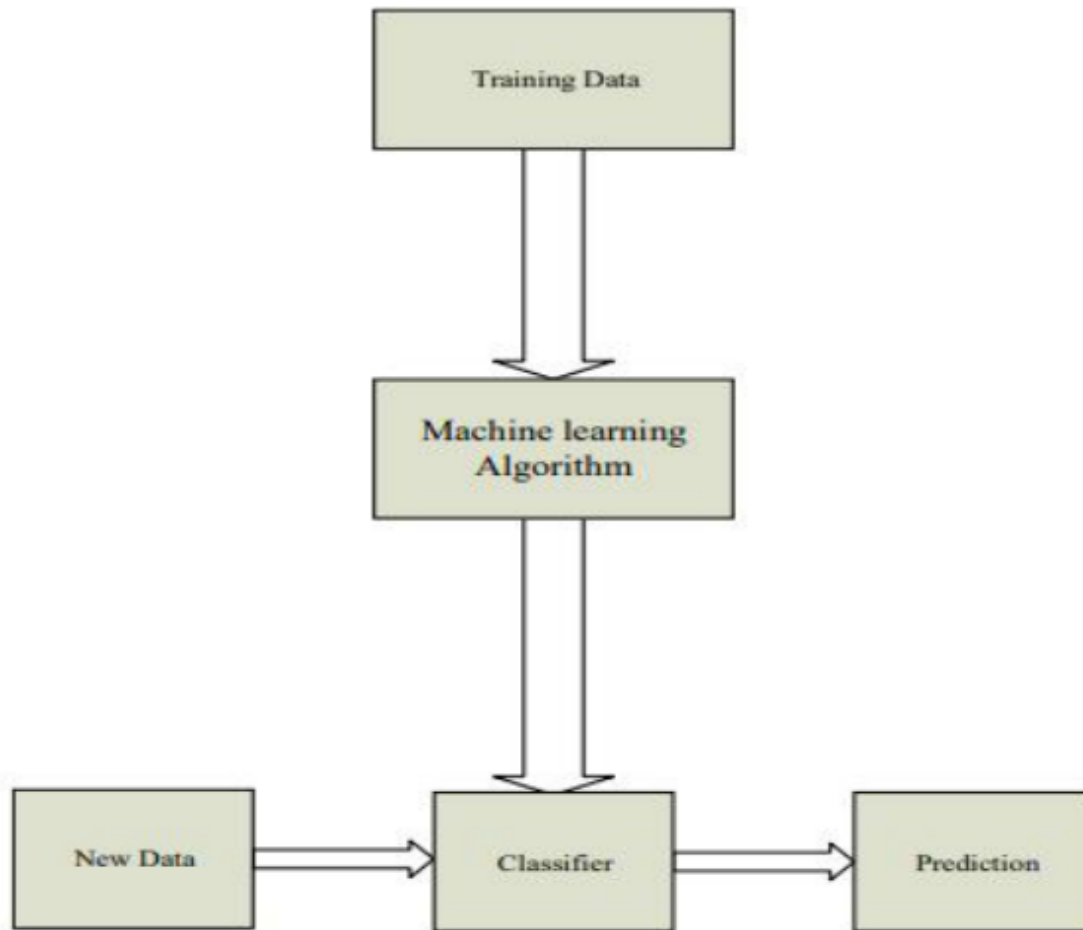 Training Data
Machine learning
Algorithm
New Data
Classifier
Prediction